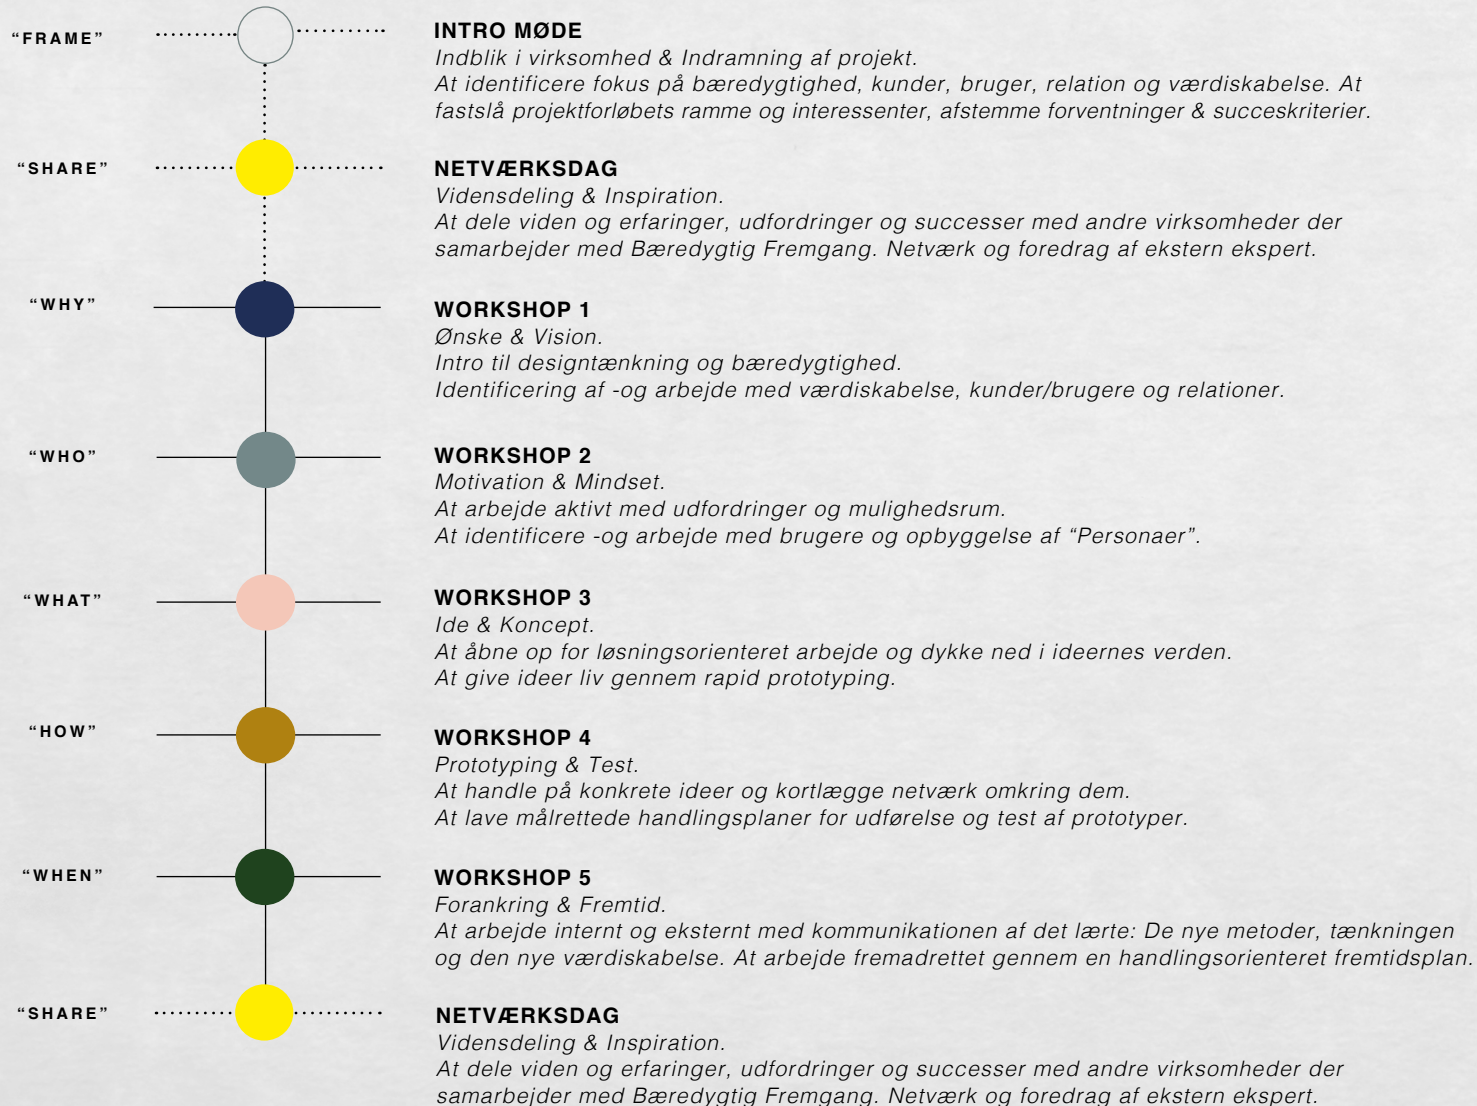 “FRAME”
INTRO MØDE
Indblik i virksomhed & Indramning af projekt.
At identificere fokus på bæredygtighed, kunder, bruger, relation og værdiskabelse. At
fastslå projektforløbets ramme og interessenter, afstemme forventninger & succeskriterier.
“SHARE”
NETVÆRKSDAG
Vidensdeling & Inspiration.
At dele viden og erfaringer, udfordringer og successer med andre virksomheder der
samarbejder med Bæredygtig Fremgang. Netværk og foredrag af ekstern ekspert.
“WHY”
WORKSHOP 1
Ønske & Vision.
Intro til designtænkning og bæredygtighed.
Identificering af -og arbejde med værdiskabelse, kunder/brugere og relationer.
“WHO”
WORKSHOP 2
Motivation & Mindset.
At arbejde aktivt med udfordringer og mulighedsrum.
At identificere -og arbejde med brugere og opbyggelse af “Personaer”.
“WHAT”
WORKSHOP 3
Ide & Koncept.
At åbne op for løsningsorienteret arbejde og dykke ned i ideernes verden.
At give ideer liv gennem rapid prototyping.
“HOW”
WORKSHOP 4
Prototyping & Test.
At handle på konkrete ideer og kortlægge netværk omkring dem.
At lave målrettede handlingsplaner for udførelse og test af prototyper.
“WHEN”
WORKSHOP 5
Forankring & Fremtid.
At arbejde internt og eksternt med kommunikationen af det lærte: De nye metoder, tænkningen
og den nye værdiskabelse. At arbejde fremadrettet gennem en handlingsorienteret fremtidsplan.
“SHARE”
NETVÆRKSDAG
Vidensdeling & Inspiration.
At dele viden og erfaringer, udfordringer og successer med andre virksomheder der
samarbejder med Bæredygtig Fremgang. Netværk og foredrag af ekstern ekspert.